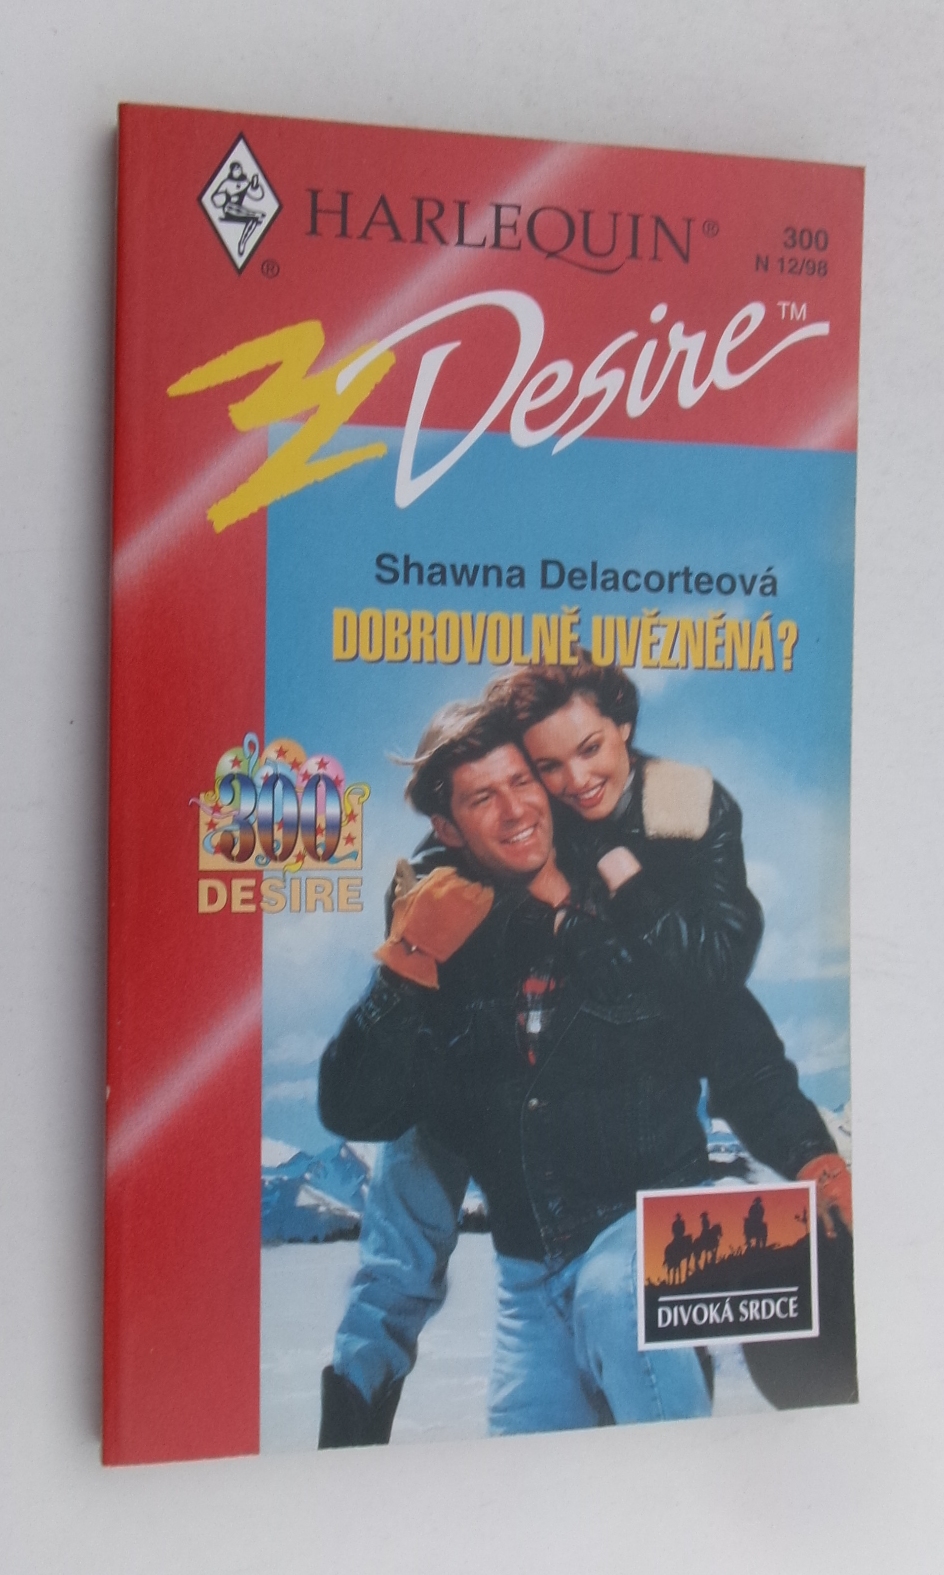 HARLEQUIN®
®
300
N 12/98
Desire™
Shawna Delacorteová
DOBROVOLNĚ UVĚZNĚNÁ?
300
DESIRE
DIVOKÁ SRDCE